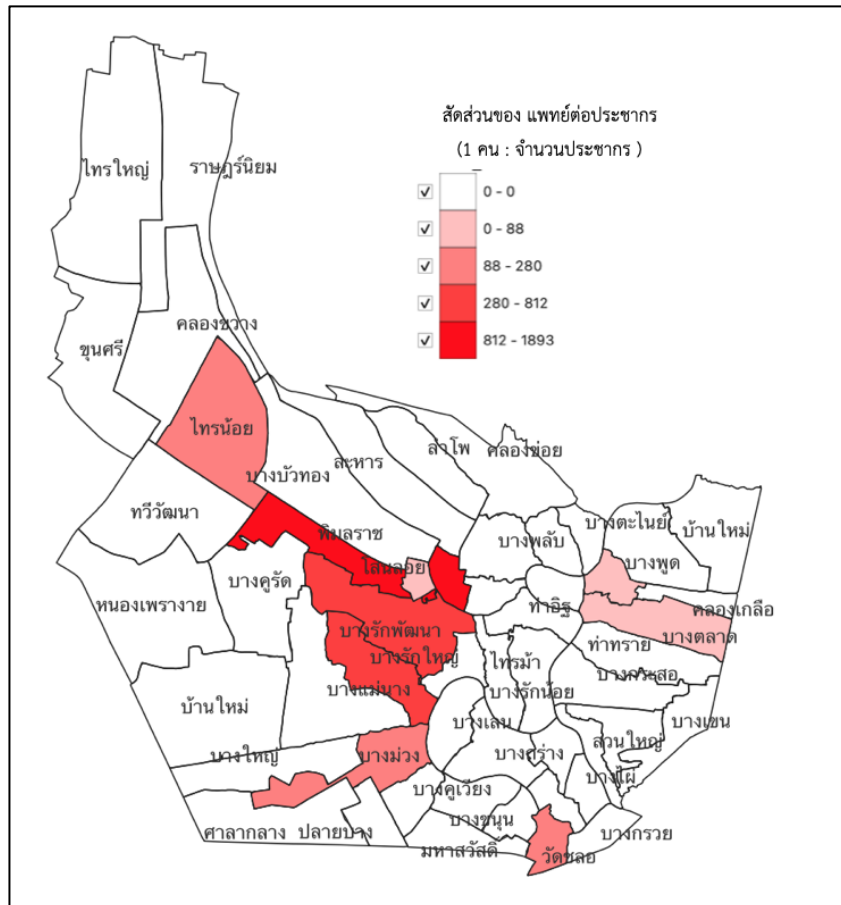 สัดส่วนของ แพทย์ต่อประชากร
(1 คน : จำนวนประชากร )
0 - 0
0 - 88
88 - 280
280 - 812
812 - 1893
ไทรใหญ่
ราษฎร์นิยม
คลองขวาง
ขุนศรี
ไทรน้อย
ลำโพ
คลองข่อย
สะหาร
บางบัวทอง
ทวีวัฒนา
พิมลราช
บางตะไนย์
บ้านใหม่
บางพลับ
บางพูด
โสนลอย
บางคูรัด
หนองเพรางาย
ท่าอิฐ
คลองเกลือ
บางรักพัฒนา
บางตลาด
ท่าทราย
บางรักใหญ่
ไทรม้า
บางกระสอ
บางแม่นาง
บางรักน้อย
บ้านใหม่
บางเลน
บางเขน
สวนใหญ่
บางใหญ่
บางม่วง
บางศรีเมือง
บางกร่าง
บางไผ่
บางคูเวียง
ศาลากลาง
ปลายบาง
บางขนุน
บางกรวย
มหาสวัสดิ์
วัดชลอ